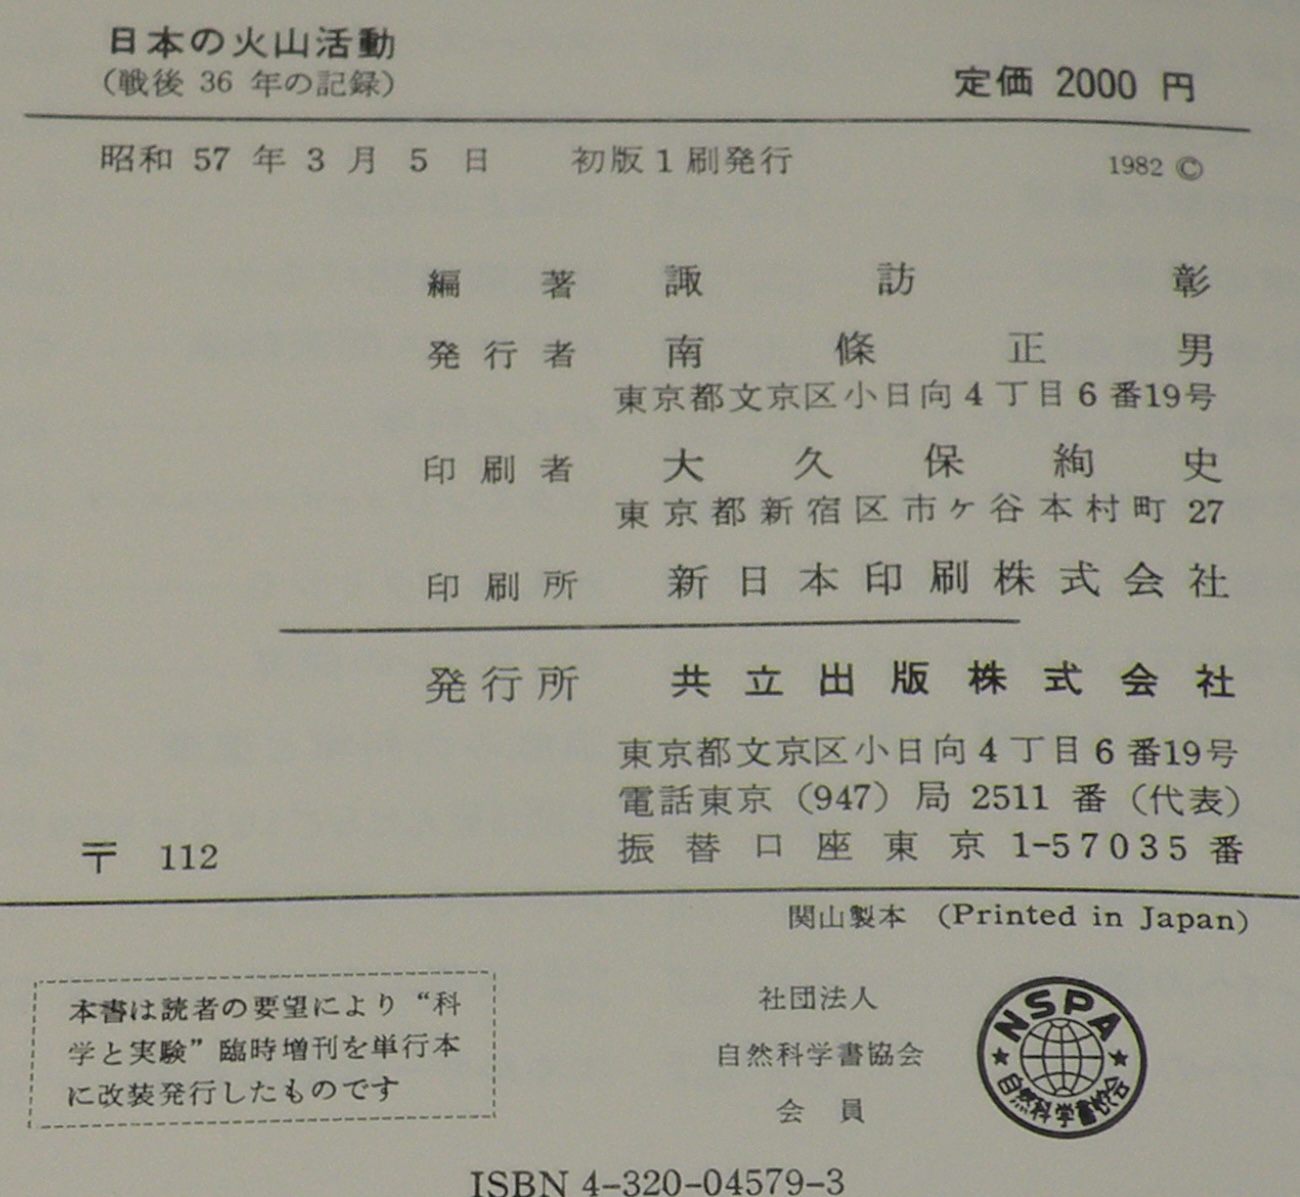 日本の火山活動
（戦後 36 年の記録）
定価 2000 円
昭和 57 年 3 月 5 日 初版 1 刷発行
1982 ©
編著 諏訪彰
発行者 南條正男
東京都文京区小日向 4 丁目 6 番19号
印刷者 大久保絢史
東京都新宿区市ケ谷本村町 27
印刷所 新日本印刷株式会社
発行所 共立出版株式会社
東京都文京区小日向 4 丁目 6 番19号
電話東京（947）局 2511 番（代表）
〒 112 振替口座東京 1-57035 番
関山製本 (Printed in Japan)
本書は読者の要望により“科
学と実験”臨時増刊を単行本
に改装発行したものです
社団法人
自然科学書協会
会員
NSPA
自然科学書協会
ISBN 4-320-04579-3